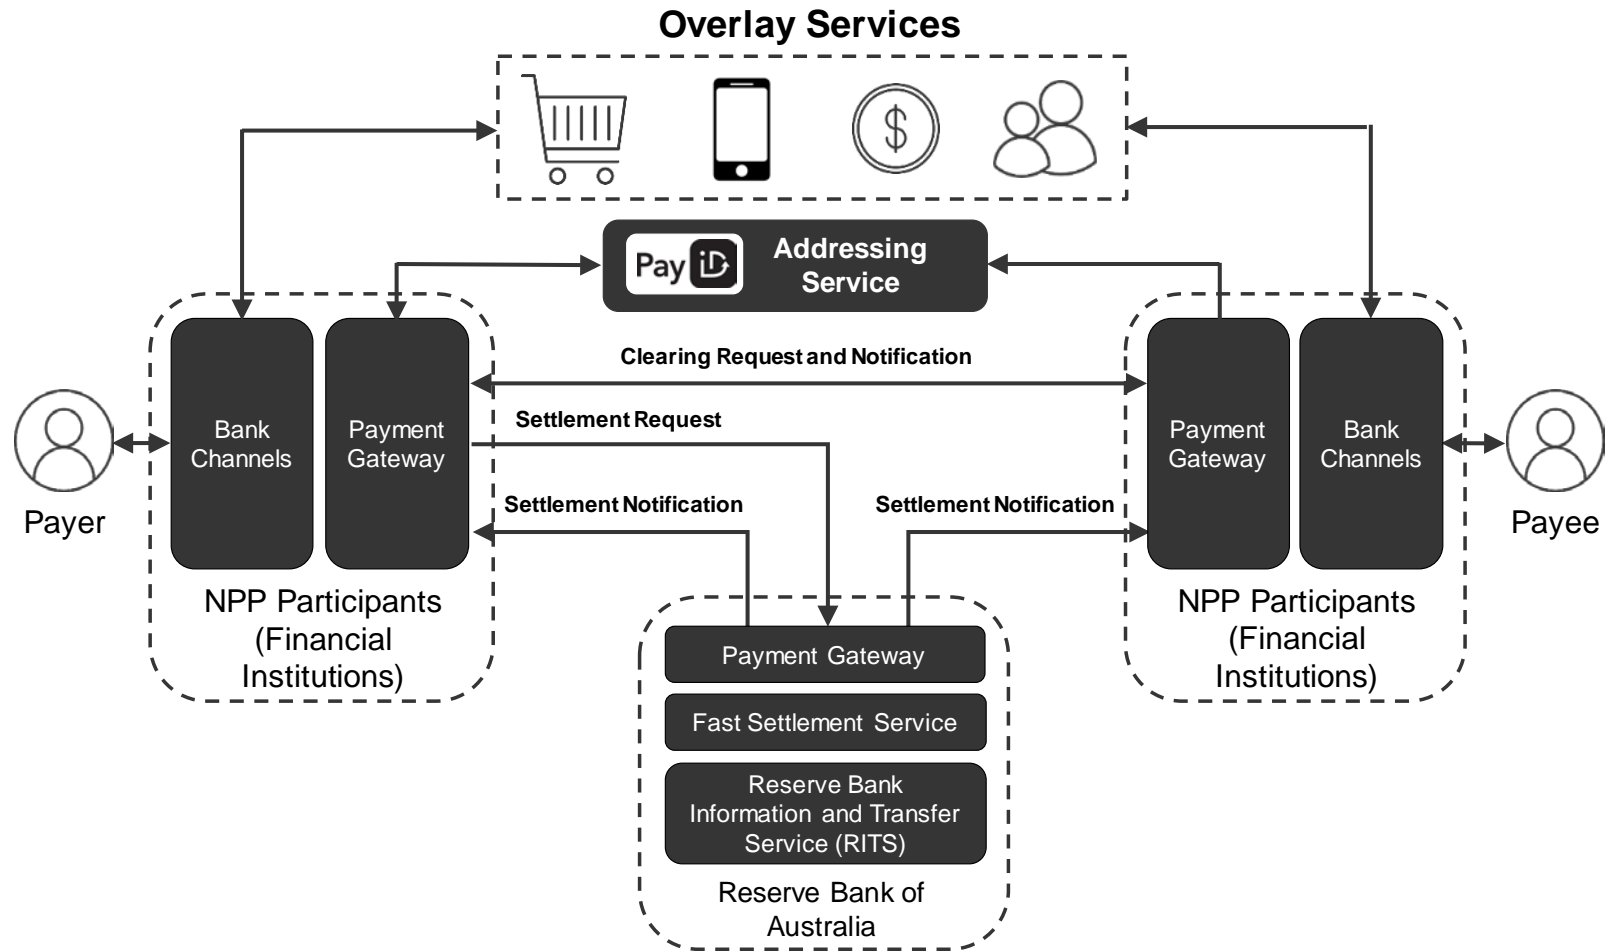 Overlay Services
$
Pay iD
Addressing
Service
Clearing Request and Notification
Settlement Request
Bank
Channels
Payment
Gateway
Payment
Gateway
Bank
Channels
Settlement Notification
Settlement Notification
Payer
Payee
NPP Participants
(Financial
Institutions)
NPP Participants
(Financial
Institutions)
Payment Gateway
Fast Settlement Service
Reserve Bank
Information and Transfer
Service (RITS)
Reserve Bank of
Australia